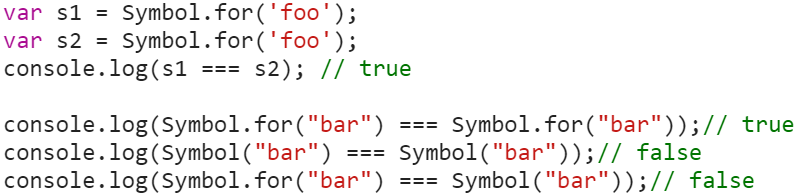 var s1 = Symbol.for('foo');
var s2 = Symbol.for('foo');
console.log(s1 === s2); // true

console.log(Symbol.for("bar") === Symbol.for("bar"));// true
console.log(Symbol("bar") === Symbol("bar"));// false
console.log(Symbol.for("bar") === Symbol("bar"));// false